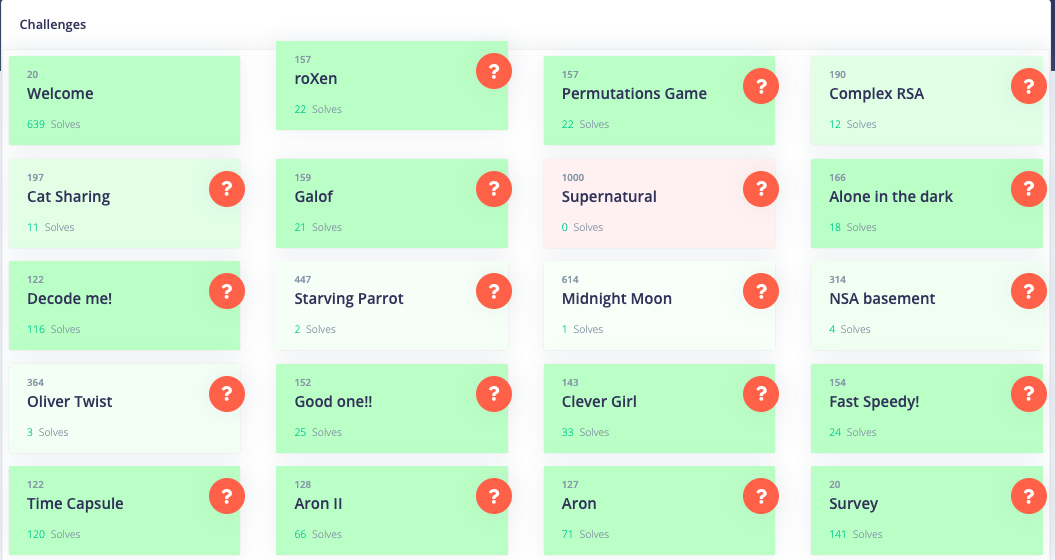 Challenges
20
Welcome
639 Solves
157
roXen
?
22 Solves
157
Permutations Game
?
22 Solves
190
Complex RSA
?
12 Solves
197
Cat Sharing
?
11 Solves
159
Galof
?
21 Solves
1000
Supernatural
?
0 Solves
166
Alone in the dark
?
18 Solves
122
Decode me!
?
116 Solves
447
Starving Parrot
?
2 Solves
614
Midnight Moon
?
1 Solves
314
NSA basement
?
4 Solves
364
Oliver Twist
?
3 Solves
152
Good one!!
?
25 Solves
143
Clever Girl
?
33 Solves
154
Fast Speedy!
?
24 Solves
122
Time Capsule
?
120 Solves
128
Aron II
?
66 Solves
127
Aron
?
71 Solves
20
Survey
?
141 Solves